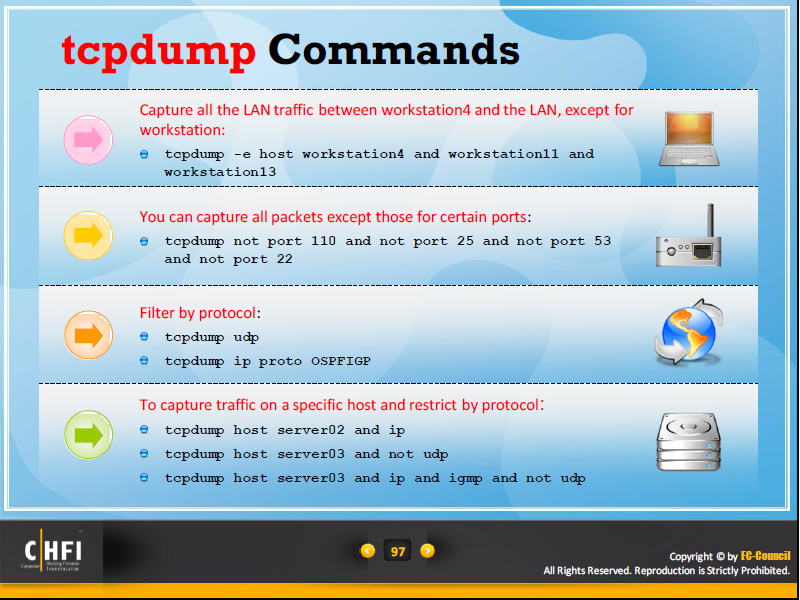 tcpdump Commands
Capture all the LAN traffic between workstation4 and the LAN, except for
workstation:
tcpdump -e host workstation4 and workstation11 and
workstation13
You can capture all packets except those for certain ports:
tcpdump not port 110 and not port 25 and not port 53
and not port 22
Filter by protocol:
tcpdump udp
tcpdump ip proto OSPFIGP
To capture traffic on a specific host and restrict by protocol:
tcpdump host server02 and ip
tcpdump host server03 and not udp
tcpdump host server03 and ip and igmp and not udp
CHFI
Computer Hacking Forensic
INVESTIGATOR
97
Copyright © by EC-Council
All Rights Reserved. Reproduction is Strictly Prohibited.